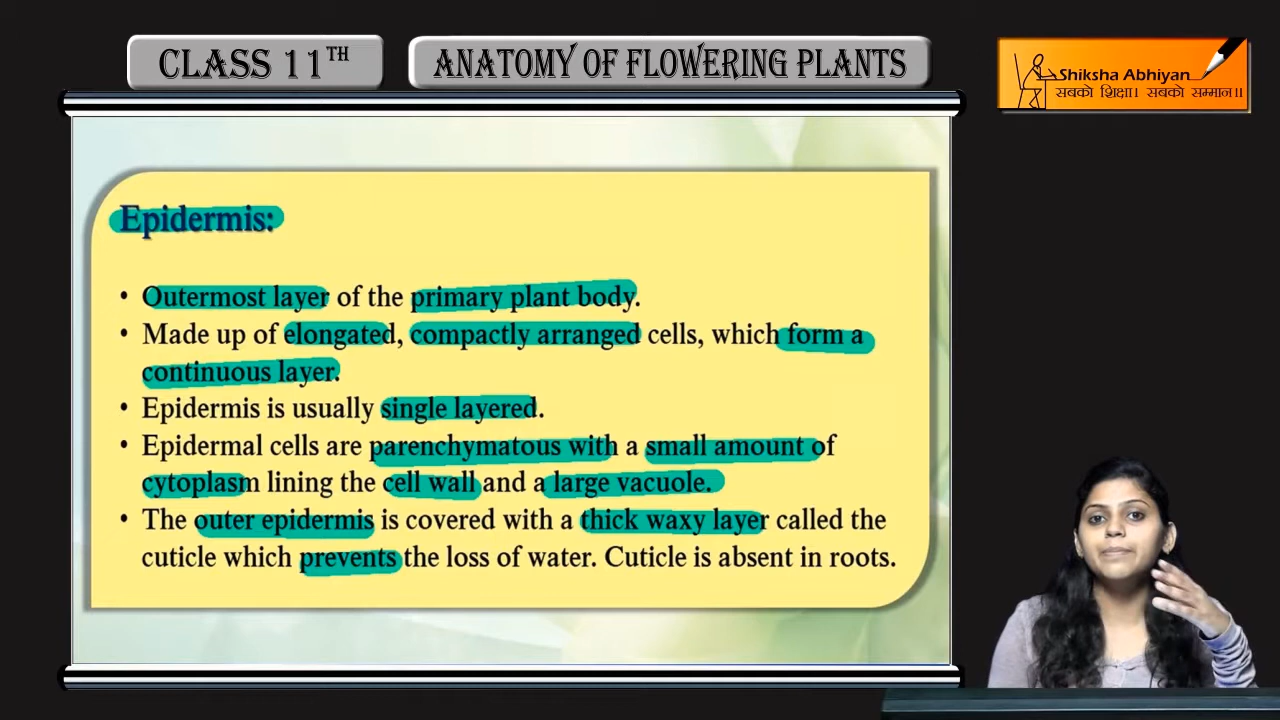 CLASS 11TH
ANATOMY OF FLOWERING PLANTS
Shiksha Abhiyan
सबको शिक्षा। सबको सम्मान॥
Epidermis:
• Outermost layer of the primary plant body.
• Made up of elongated, compactly arranged cells, which form a
continuous layer.
• Epidermis is usually single layered.
• Epidermal cells are parenchymatous with a small amount of
cytoplasm lining the cell wall and a large vacuole.
• The outer epidermis is covered with a thick waxy layer called the
cuticle which prevents the loss of water. Cuticle is absent in roots.